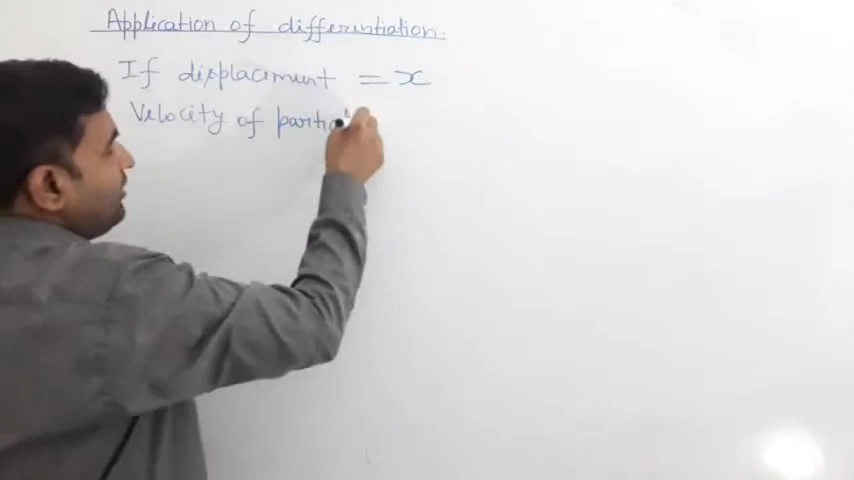 Application of differentiation.
If displacement = x
Velocity of partic